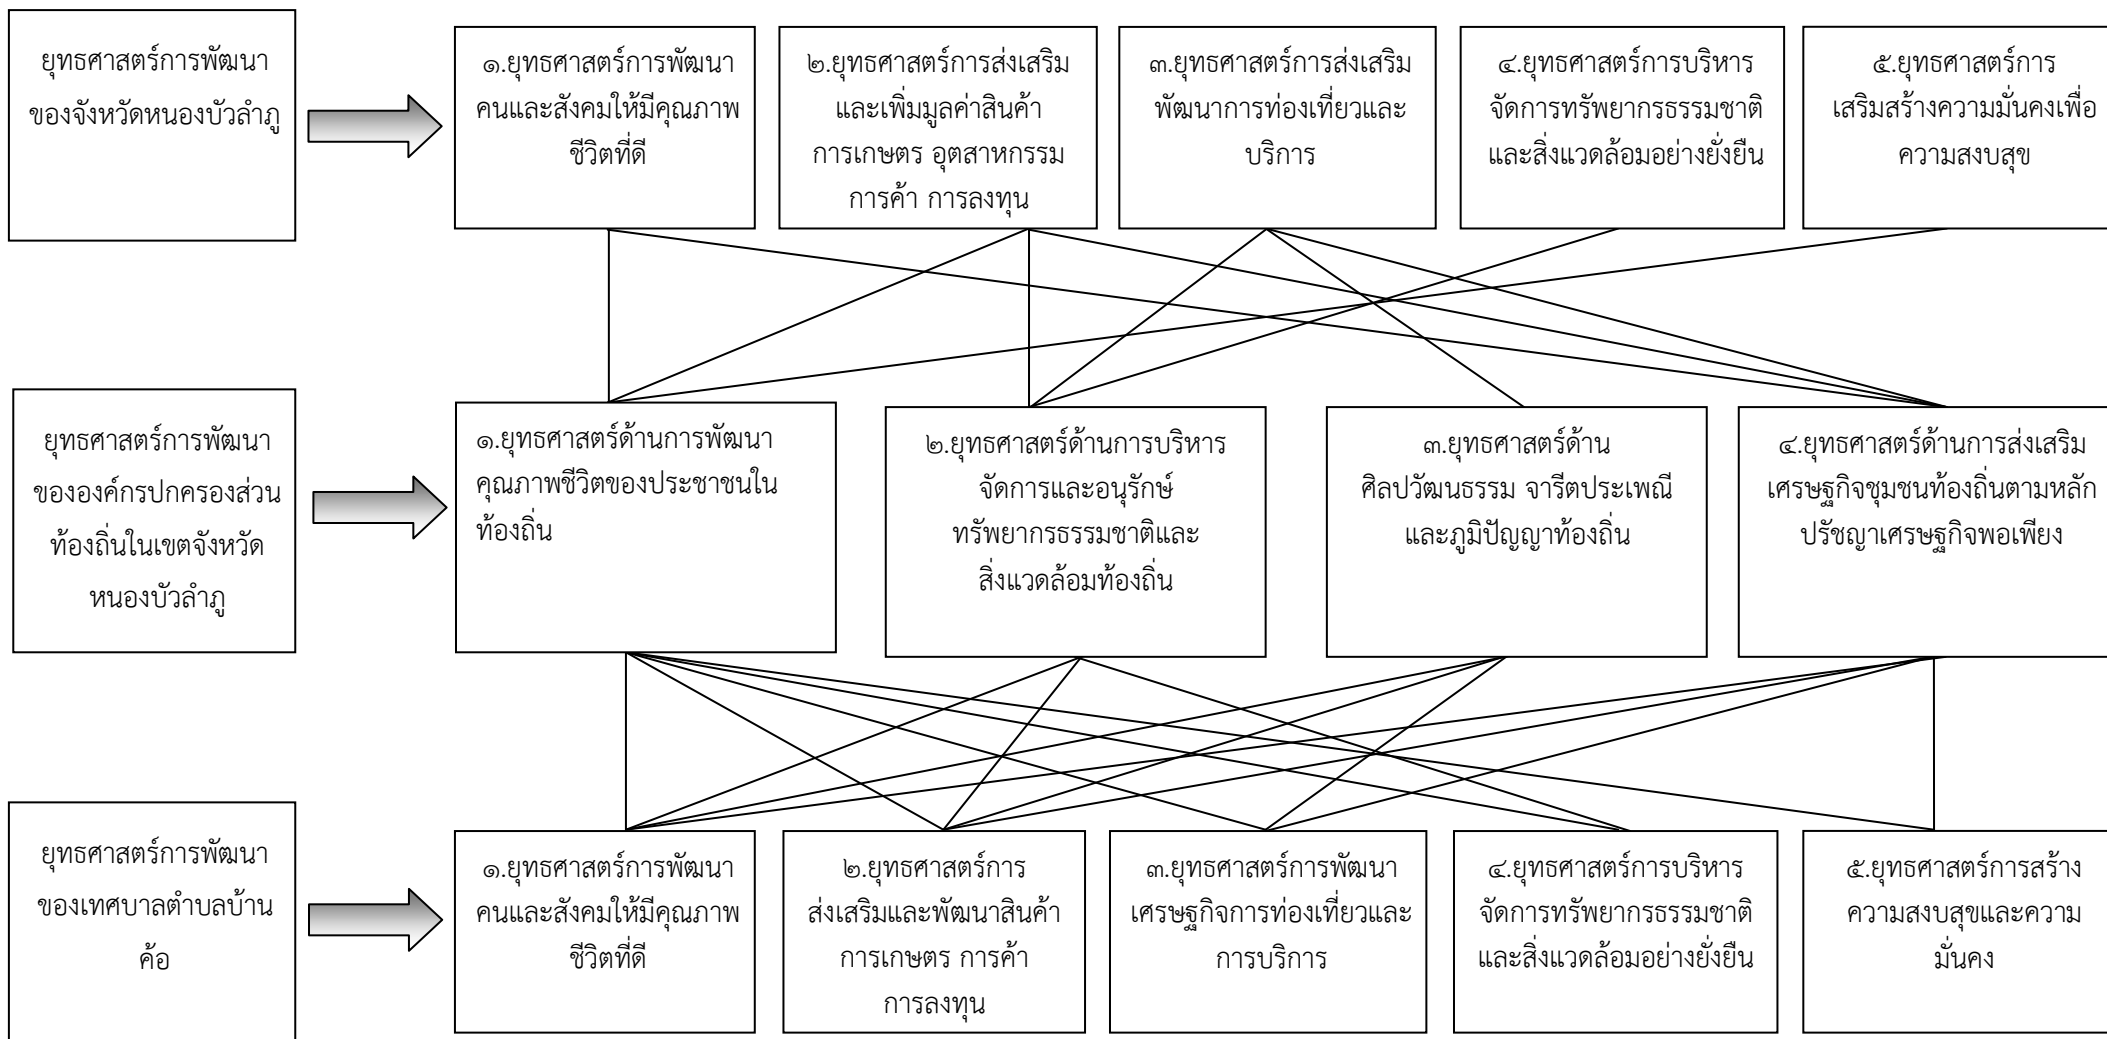 ยุทธศาสตร์การพัฒนา
ของจังหวัดหนองบัวลำภู
๑.ยุทธศาสตร์การพัฒนา
คนและสังคมให้มีคุณภาพ
ชีวิตที่ดี
๒.ยุทธศาสตร์การส่งเสริม
และเพิ่มมูลค่าสินค้า
การเกษตร อุตสาหกรรม
การค้า การลงทุน
๓.ยุทธศาสตร์การส่งเสริม
พัฒนาการท่องเที่ยวและ
บริการ
๔.ยุทธศาสตร์การบริหาร
จัดการทรัพยากรธรรมชาติ
และสิ่งแวดล้อมอย่างยั่งยืน
๕.ยุทธศาสตร์การ
เสริมสร้างความมั่นคงเพื่อ
ความสงบสุข
ยุทธศาสตร์การพัฒนา
ขององค์กรปกครองส่วน
ท้องถิ่นในเขตจังหวัด
หนองบัวลำภู
๑.ยุทธศาสตร์ด้านการพัฒนา
คุณภาพชีวิตของประชาชนใน
ท้องถิ่น
๒.ยุทธศาสตร์ด้านการบริหาร
จัดการและอนุรักษ์
ทรัพยากรธรรมชาติและ
สิ่งแวดล้อมท้องถิ่น
๓.ยุทธศาสตร์ด้าน
ศิลปวัฒนธรรม จารีตประเพณี
และภูมิปัญญาท้องถิ่น
๔.ยุทธศาสตร์ด้านการส่งเสริม
เศรษฐกิจชุมชนท้องถิ่นตามหลัก
ปรัชญาเศรษฐกิจพอเพียง
ยุทธศาสตร์การพัฒนา
ของเทศบาลตำบลบ้าน
ค้อ
๑.ยุทธศาสตร์การพัฒนา
คนและสังคมให้มีคุณภาพ
ชีวิตที่ดี
๒.ยุทธศาสตร์การ
ส่งเสริมและพัฒนาสินค้า
การเกษตร การค้า
การลงทุน
๓.ยุทธศาสตร์การพัฒนา
เศรษฐกิจการท่องเที่ยวและ
การบริการ
๔.ยุทธศาสตร์การบริหาร
จัดการทรัพยากรธรรมชาติ
และสิ่งแวดล้อมอย่างยั่งยืน
๕.ยุทธศาสตร์การสร้าง
ความสงบสุขและความ
มั่นคง